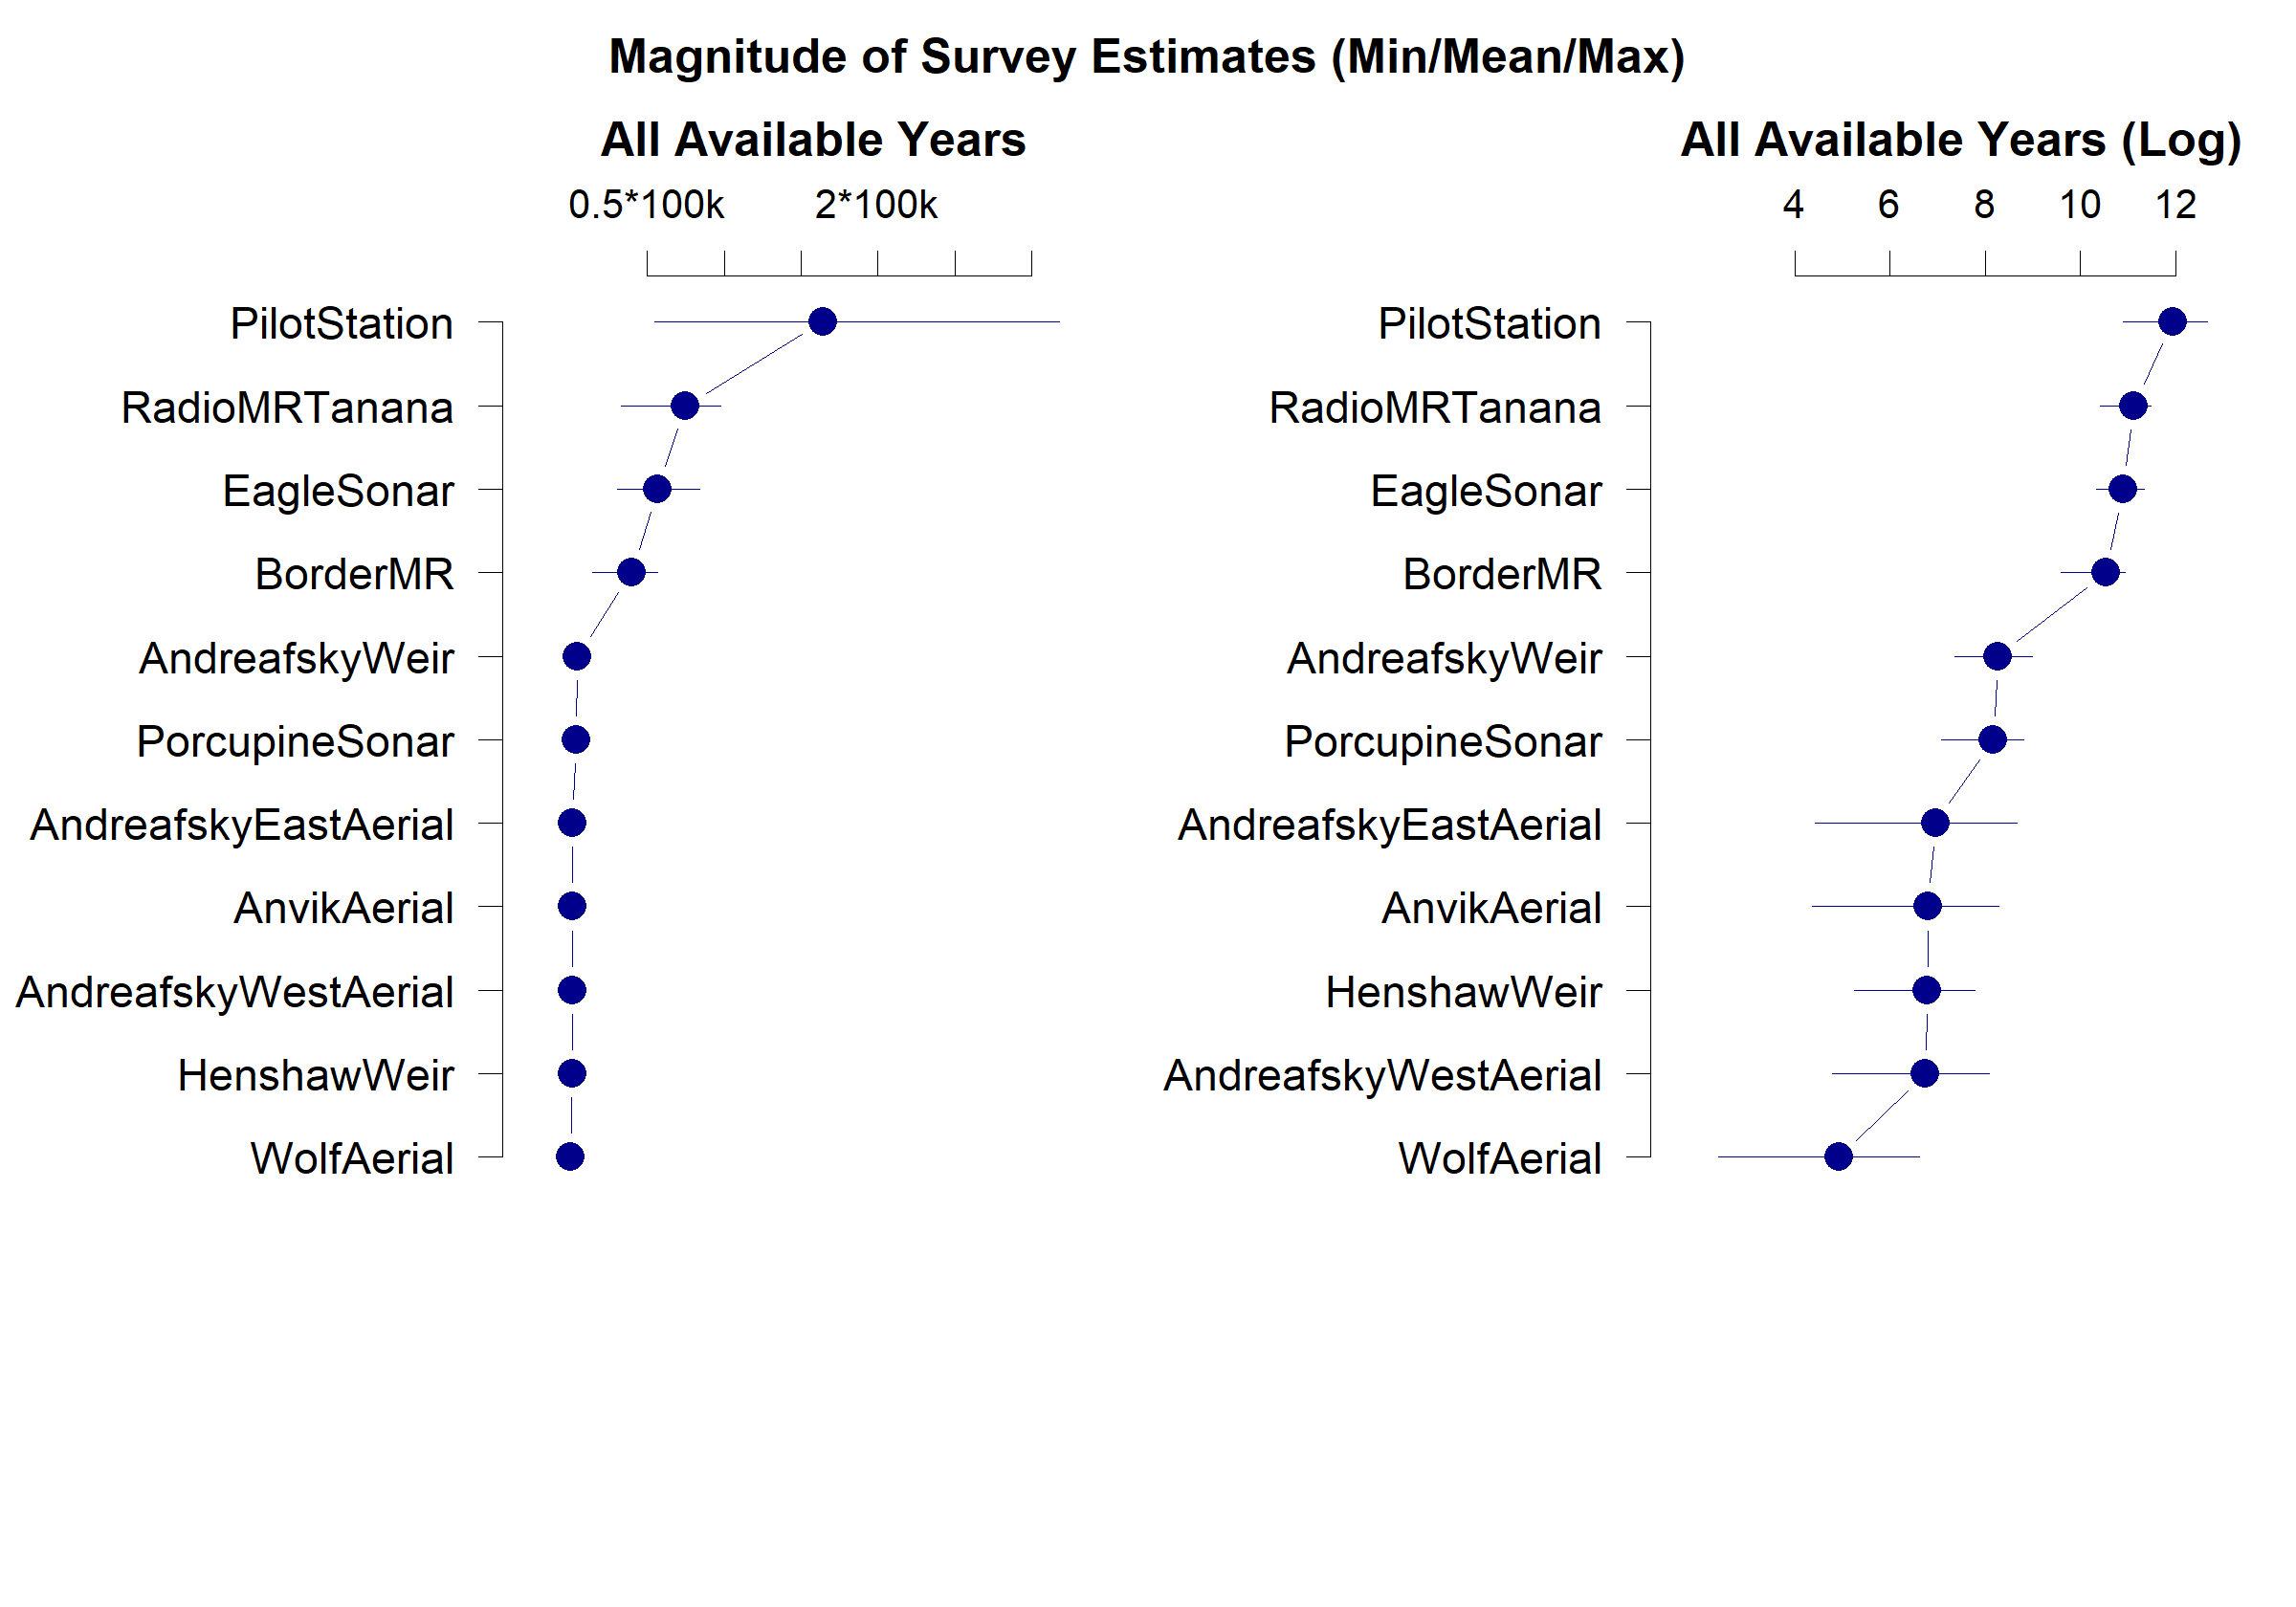 Magnitude of Survey Estimates (Min/Mean/Max)
All Available Years
0.5*100k 2*100k
PilotStation
RadioMRTanana
EagleSonar
BorderMR
AndreafskyWeir
PorcupineSonar
AndreafskyEastAerial
AnvikAerial
AndreafskyWestAerial
HenshawWeir
WolfAerial
All Available Years (Log)
4 6 8 10 12
PilotStation
RadioMRTanana
EagleSonar
BorderMR
AndreafskyWeir
PorcupineSonar
AndreafskyEastAerial
AnvikAerial
HenshawWeir
AndreafskyWestAerial
WolfAerial